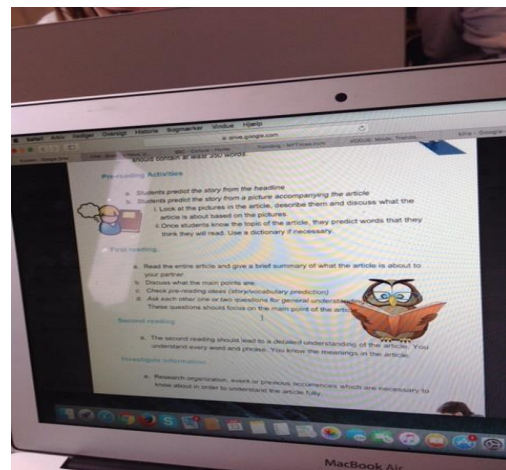 Safari Arkiv Rediger Oversigt Historie Bogmærker Vindue Hjælp
drive.google.com
should contain at least 350 words.
Pre-reading Activities
a. Students predict the story from the headline
b. Students predict the story from a picture accompanying the article
i. Look at the pictures in the article, describe them and discuss what the
article is about based on the pictures
ii. Once students know the topic of the article, they predict words that they
think they will read. Use a dictionary if necessary.
First reading
a. Read the entire article and give a brief summary of what the article is about to
your partner.
b. Discuss what the main points are.
c. Check pre-reading ideas (story/vocabulary prediction)
d. Ask each other one or two questions for general understanding
These questions should focus on the main point of the artic
Second reading
a. The second reading should lead to a detailed understanding of the article. You
understand every word and phrase. You know the meanings in the article.
Investigate information
a. Research organization, event or previous occurrences which are necessary to
know about in order to understand the article fully.
MacBook Air